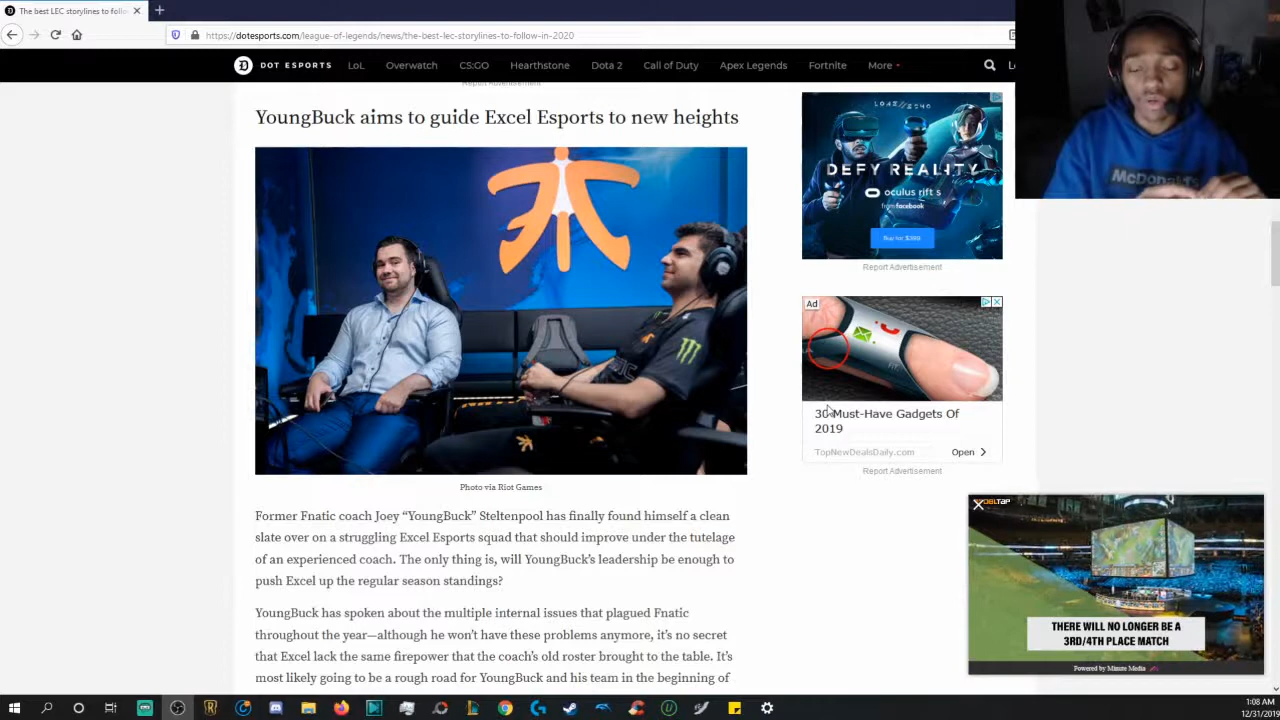 The best LEC storylines to follo
https://dotesports.com/league-of-legends/news/the-best-lec-storylines-to-follow-in-2020
DOT ESPORTS LoL Overwatch CS:GO Hearthstone Dota 2 Call of Duty Apex Legends Fortnite More
Report Advertisement
YoungBuck aims to guide Excel Esports to new heights
Photo via Riot Games
Former Fnatic coach Joey “YoungBuck” Steltenpool has finally found himself a clean
slate over on a struggling Excel Esports squad that should improve under the tutelage
of an experienced coach. The only thing is, will YoungBuck’s leadership be enough to
push Excel up the regular season standings?
YoungBuck has spoken about the multiple internal issues that plagued Fnatic
throughout the year—although he won’t have these problems anymore, it’s no secret
that Excel lack the same firepower that the coach’s old roster brought to the table. It’s
most likely going to be a rough road for YoungBuck and his team in the beginning of
DEFY REALITY
oculus rift s
from facebook
Buy for $399
Report Advertisement
Ad
30 Must-Have Gadgets Of
2019
TopNewDealsDaily.com Open
Report Advertisement
McDonald's
THERE WILL NO LONGER BE A
3RD/4TH PLACE MATCH
Powered by Minute Media
1:08 AM
12/31/2019